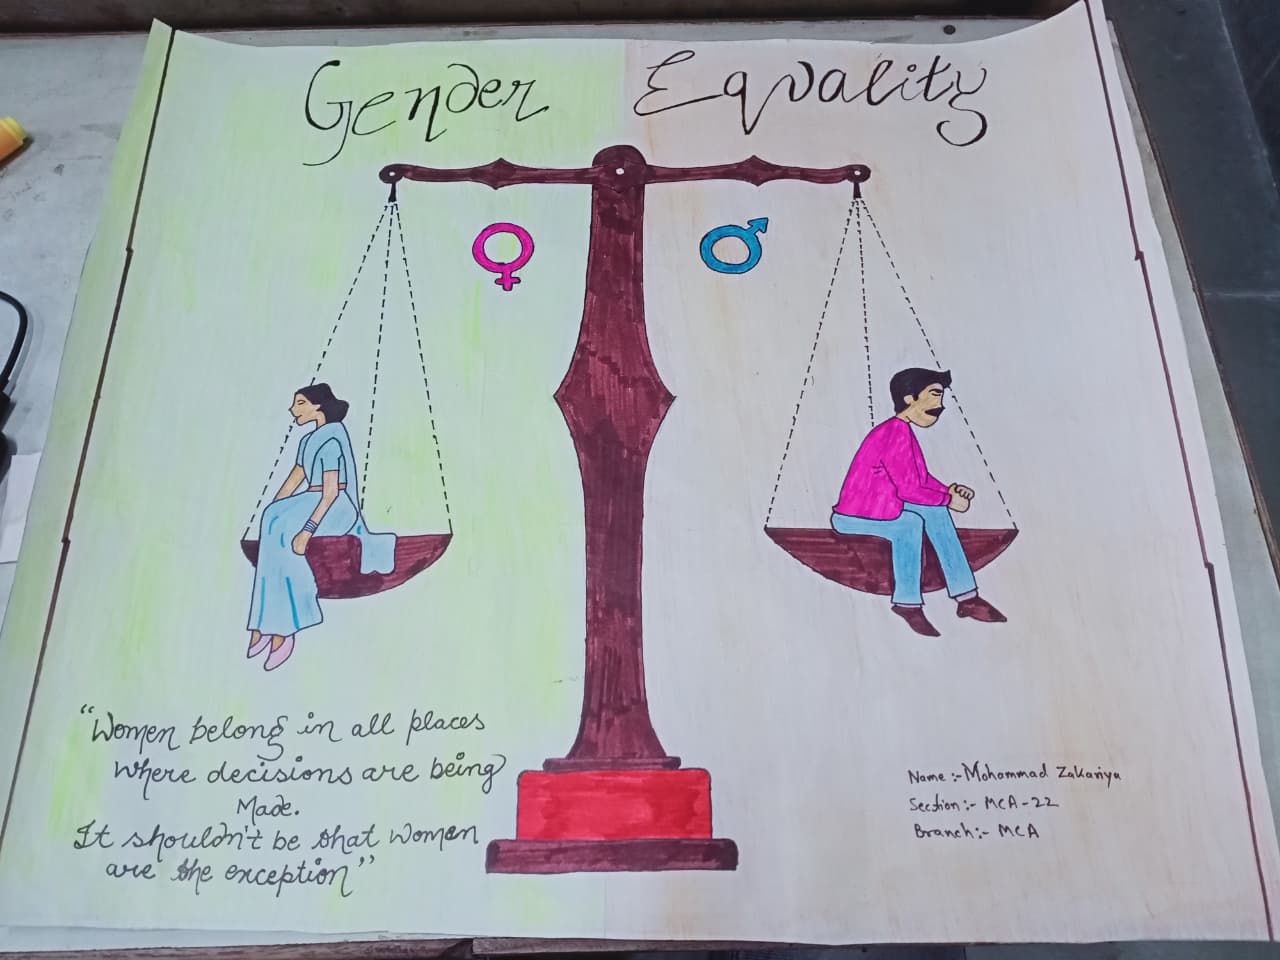 Gender Equality
"Women belong in all places
where decisions are being
Made.
It shouldn't be that women
are the exception"
Name :- Mohammad Zakariya
Section :- MCA-22
Branch:- MCA